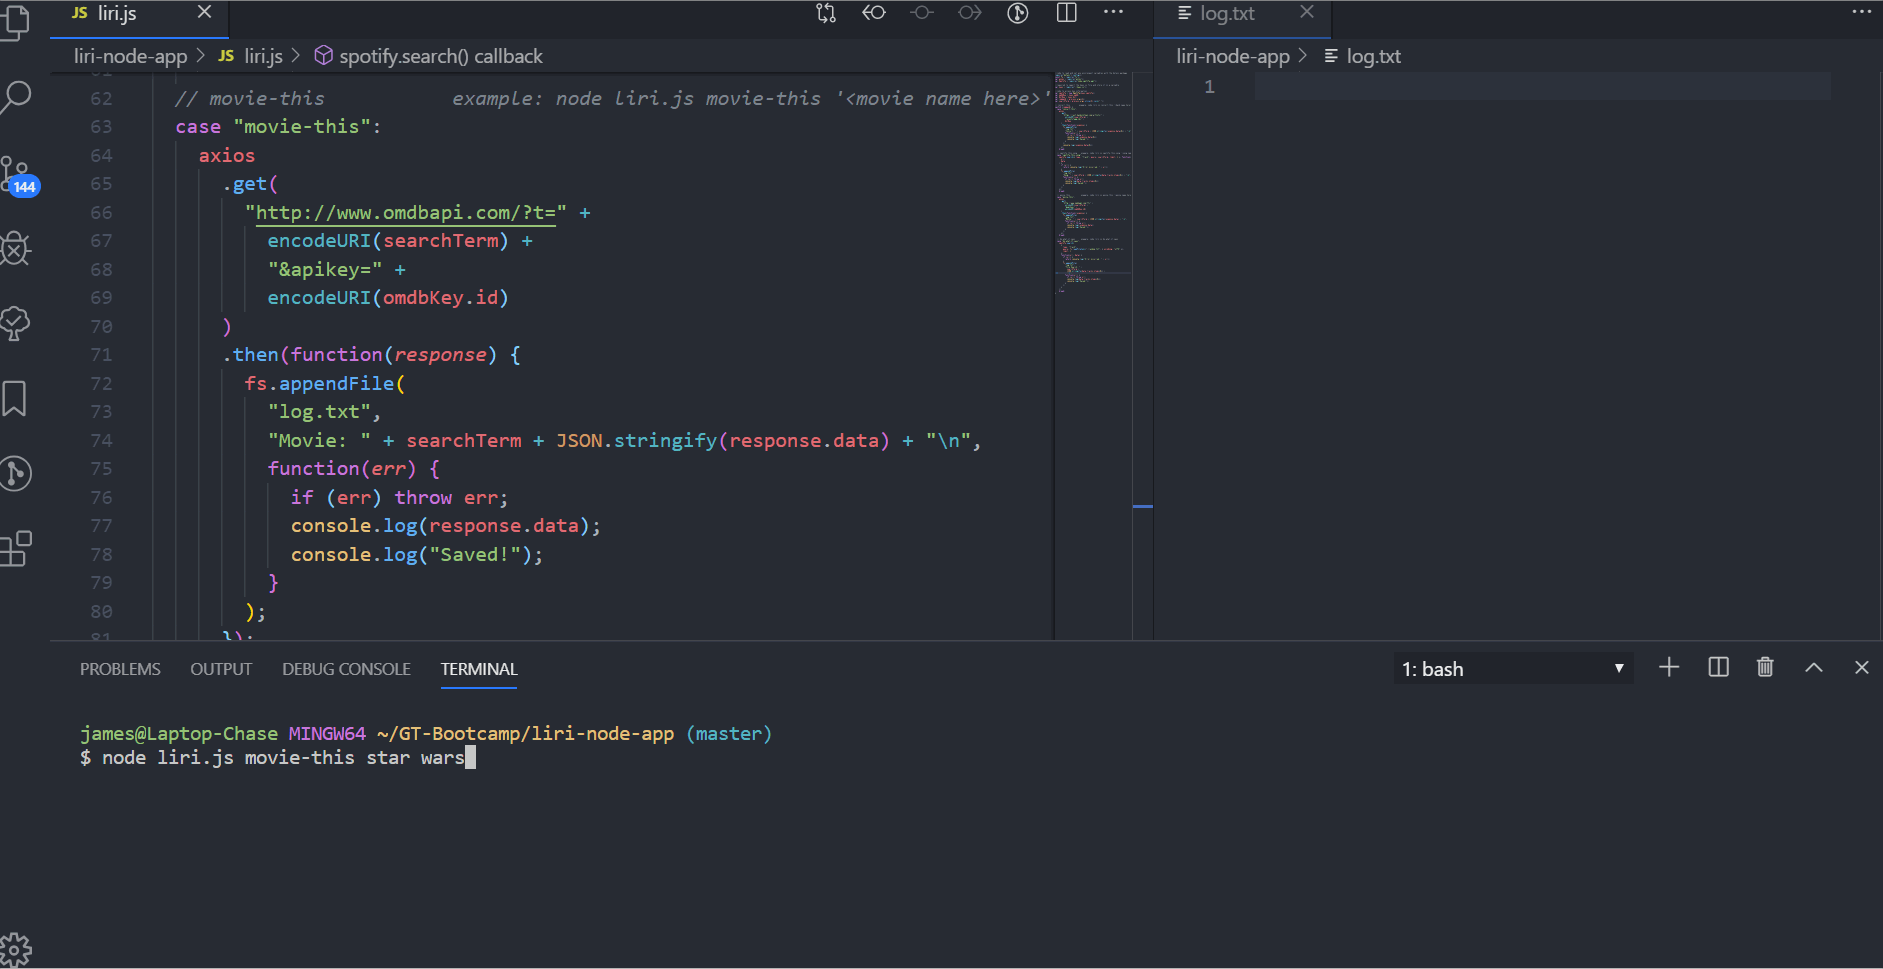 JS liri.js
log.txt
liri-node-app > JS liri.js > spotify.search() callback
liri-node-app > log.txt
61
62 // movie-this           example: node liri.js movie-this '<movie name here>'
63 case "movie-this":
64 axios
65 .get(
66 "http://www.omdbapi.com/?t=" +
67 encodeURI(searchTerm) +
68 "&apikey=" +
69 encodeURI(omdbKey.id)
70 )
71 .then(function(response) {
72 fs.appendFile(
73 "log.txt",
74 "Movie: " + searchTerm + JSON.stringify(response.data) + "\n",
75 function(err) {
76 if (err) throw err;
77 console.log(response.data);
78 console.log("Saved!");
79 }
80 );
81 });
1
144
PROBLEMS OUTPUT DEBUG CONSOLE TERMINAL
1: bash
james@Laptop-Chase MINGW64 ~/GT-Bootcamp/liri-node-app (master)
$ node liri.js movie-this star wars